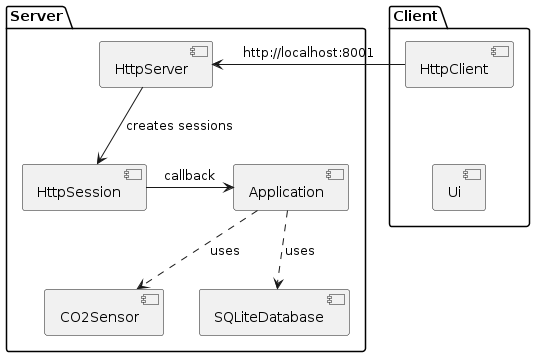 Server
Client
HttpServer
http://localhost:8001
HttpClient
creates sessions
HttpSession
callback
Application
Ui
uses
uses
CO2Sensor
SQLiteDatabase